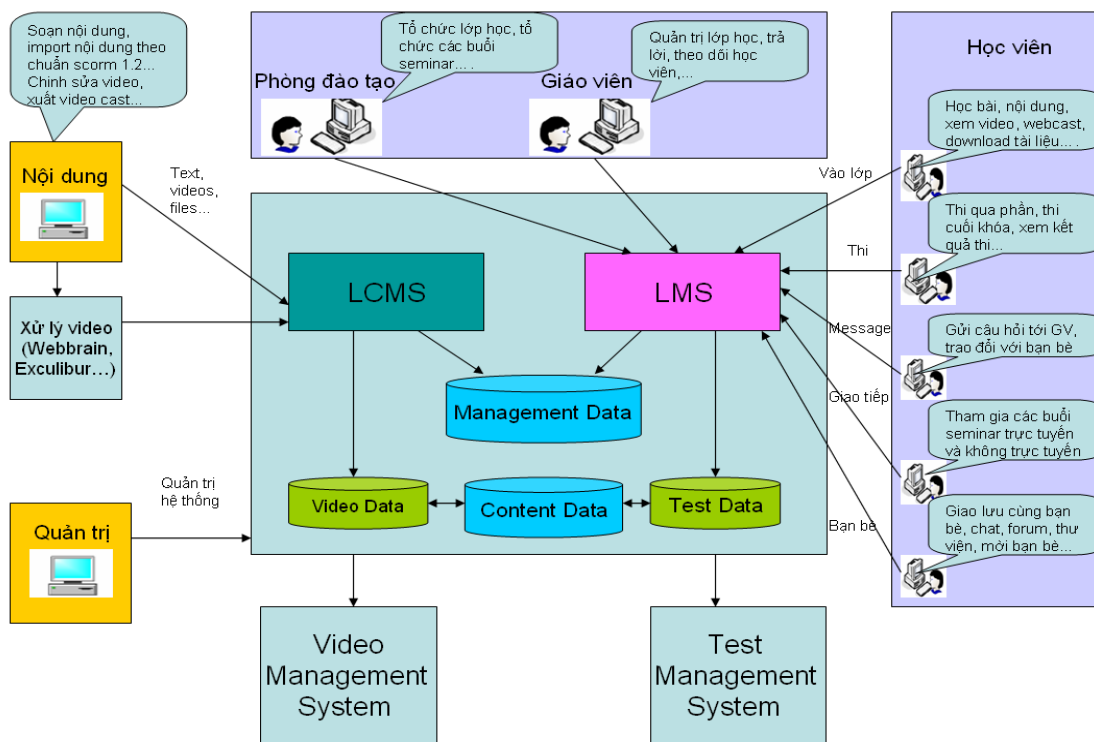 Soạn nội dung,
import nội dung theo
chuẩn scorm 1.2…
Chinh sửa video,
xuất video cast…
Tổ chức lớp học, tổ
chức các buổi
seminar… .
Quản trị lớp học, trả
lời, theo dõi học
viên,…
Phòng đào tạo
Giáo viên
Học viên
Học bài, nội dung,
xem video, webcast,
download tài liệu… .
Nội dung
Text,
videos,
files…
Vào lớp
Thi qua phần, thi
cuối khóa, xem kết
quả thi…
Thi
LCMS
LMS
Xử lý video
(Webbrain,
Exculibur…)
Message
Gửi câu hỏi tới GV,
trao đổi với bạn bè
Management Data
Giao tiếp
Tham gia các buổi
seminar trực tuyến
và không trực tuyến
Quản trị
hệ thống
Video Data
Content Data
Test Data
Quản trị
Bạn bè
Giao lưu cùng bạn
bè, chat, forum, thư
viện, mời bạn bè…
Video
Management
System
Test
Management
System